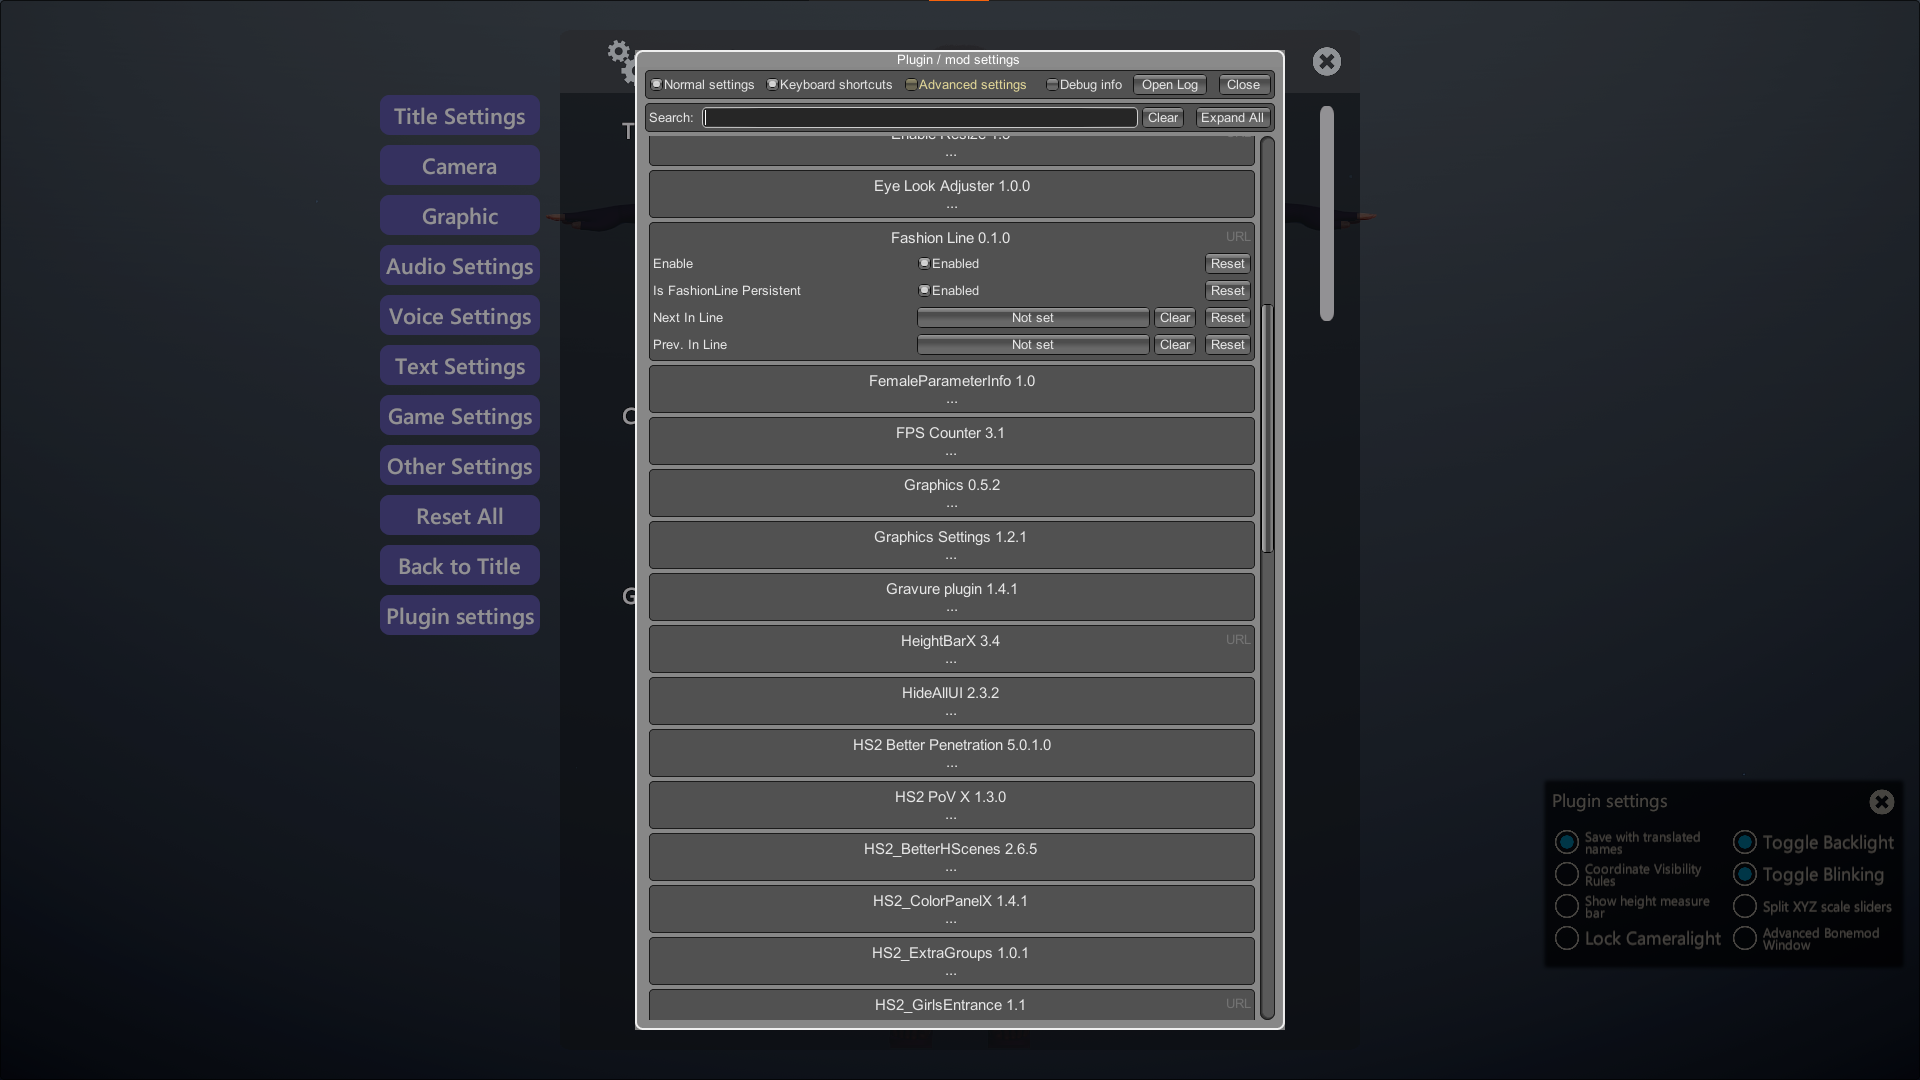 Plugin / mod settings
Normal settings Keyboard shortcuts Advanced settings Debug info Open Log Close
Search: Clear Expand All
...
Eye Look Adjuster 1.0.0
...
Fashion Line 0.1.0 URL
Enable Enabled Reset
Is FashionLine Persistent Enabled Reset
Next In Line Not set Clear Reset
Prev. In Line Not set Clear Reset
FemaleParameterInfo 1.0
...
FPS Counter 3.1
...
Graphics 0.5.2
...
Graphics Settings 1.2.1
...
Gravure plugin 1.4.1
...
HeightBarX 3.4 URL
...
HideAllUI 2.3.2
...
HS2 Better Penetration 5.0.1.0
...
HS2 PoV X 1.3.0
...
HS2_BetterHScenes 2.6.5
...
HS2_ColorPanelX 1.4.1
...
HS2_ExtraGroups 1.0.1
...
HS2_GirlsEntrance 1.1 URL
Title Settings
Camera
Graphic
Audio Settings
Voice Settings
Text Settings
Game Settings
Other Settings
Reset All
Back to Title
Plugin settings
Plugin settings
Save with translated
names
Toggle Backlight
Coordinate Visibility
Rules
Toggle Blinking
Show height measure
bar
Split XYZ scale sliders
Lock Cameralight
Advanced Bonemod
Window